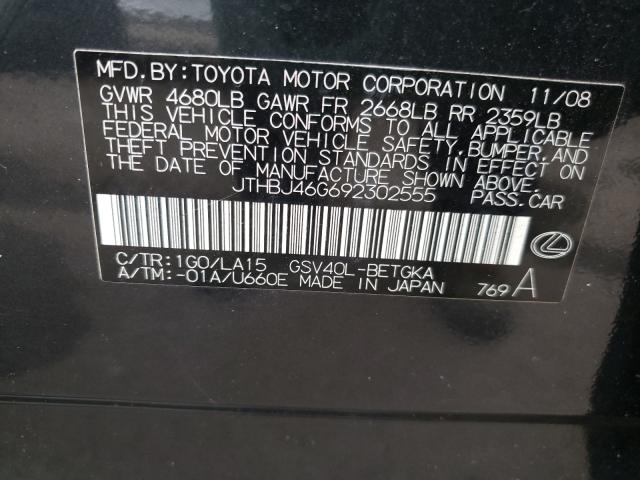 MFD. BY: TOYOTA MOTOR CORPORATION 11/08
GVWR 4680LB GAWR FR 2668LB RR 2359LB
THIS VEHICLE CONFORMS TO ALL APPLICABLE
FEDERAL MOTOR VEHICLE SAFETY, BUMPER, AND
THEFT PREVENTION STANDARDS IN EFFECT ON
THE DATE OF MANUFACTURE SHOWN ABOVE.
JTHBJ46G692302555 PASS.CAR
C/TR: 1G0/LA15 GSV40L-BETGKA
A/TM: -01A/U660E MADE IN JAPAN 769 A